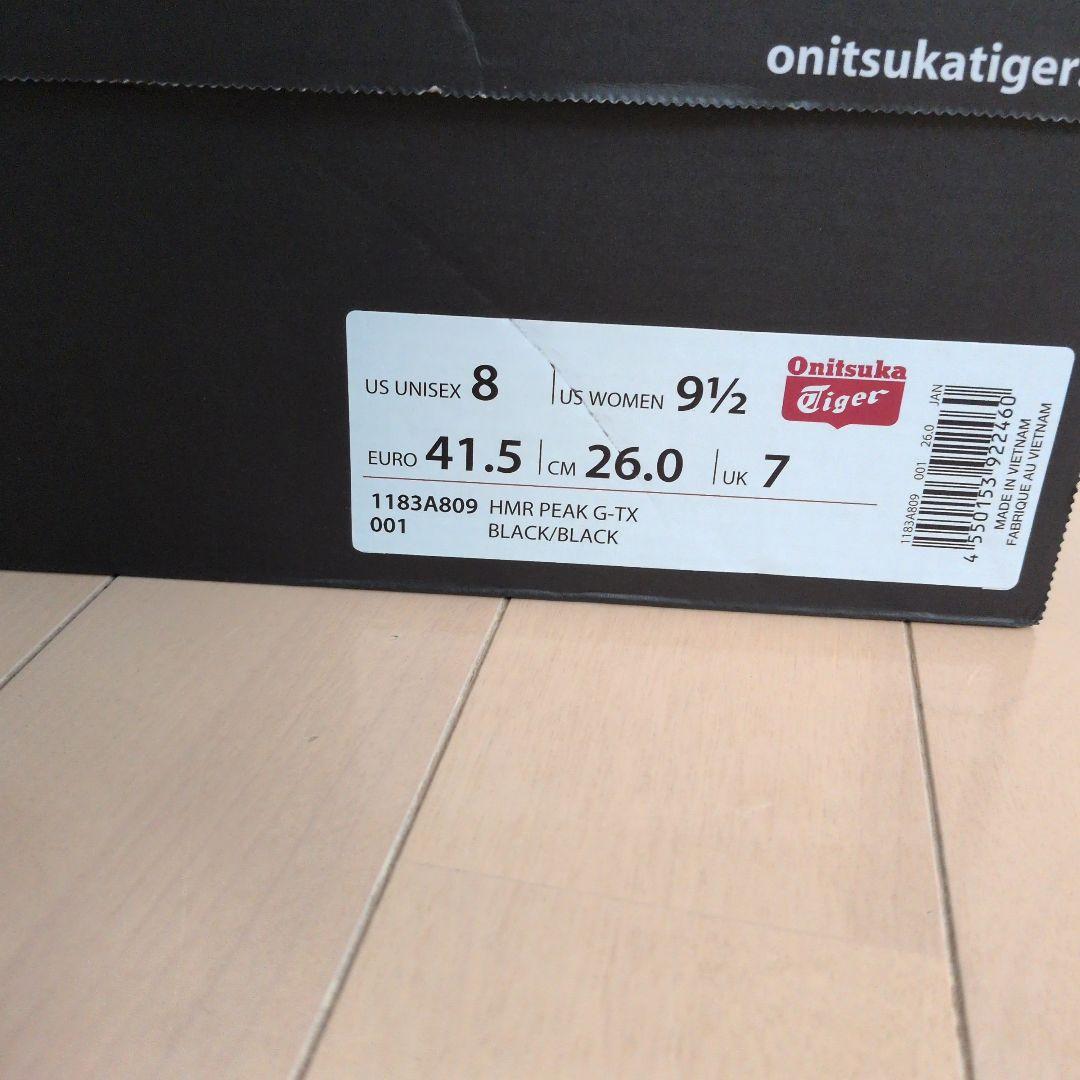 onitsukatiger.
US UNISEX 8 US WOMEN 9½
Onitsuka
Tiger
EURO 41.5 CM 26.0 UK 7
1183A809 HMR PEAK G-TX
001 BLACK/BLACK
1183A809 001 26.0 JAN
4550153922460
MADE IN VIETNAM
FABRIQUE AU VIETNAM